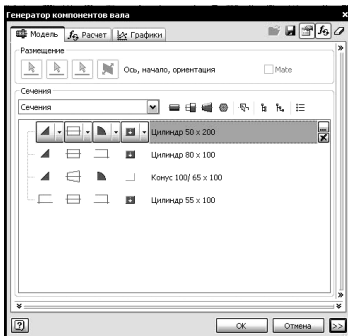 Генератор компонентов вала
Модель
Расчет
Графики
Размещение
Ось, начало, ориентация
Mate
Сечения
Сечения
Цилиндр 50 x 200
Цилиндр 80 x 100
Конус 100/ 65 x 100
Цилиндр 55 x 100
OK
Отмена
>>